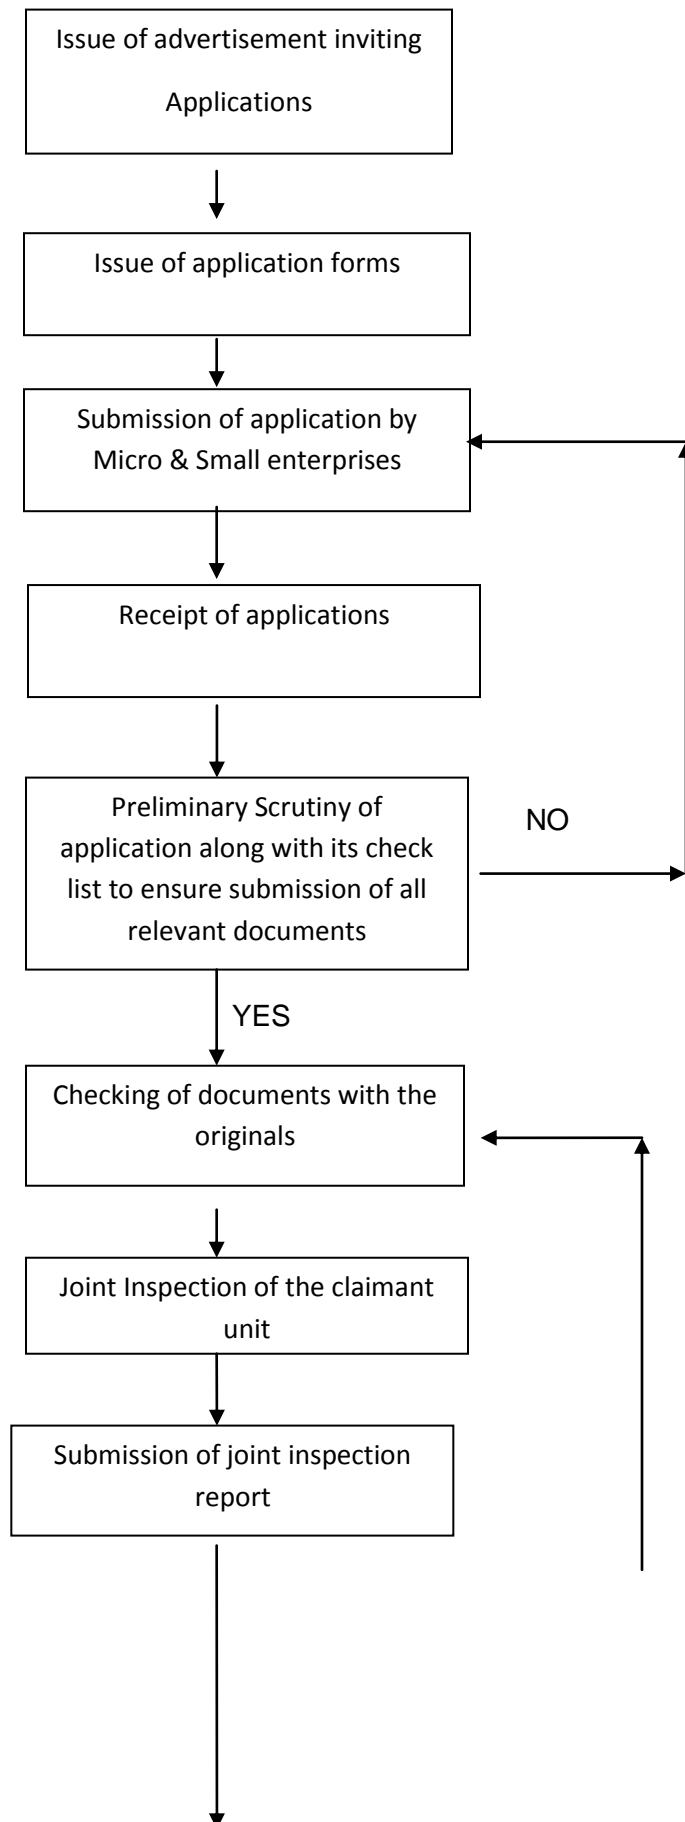 Issue of advertisement inviting
Applications
Issue of application forms
Submission of application by
Micro & Small enterprises
Receipt of applications
Preliminary Scrutiny of
application along with its check
list to ensure submission of all
relevant documents
NO
YES
Checking of documents with the
originals
Joint Inspection of the claimant
unit
Submission of joint inspection
report